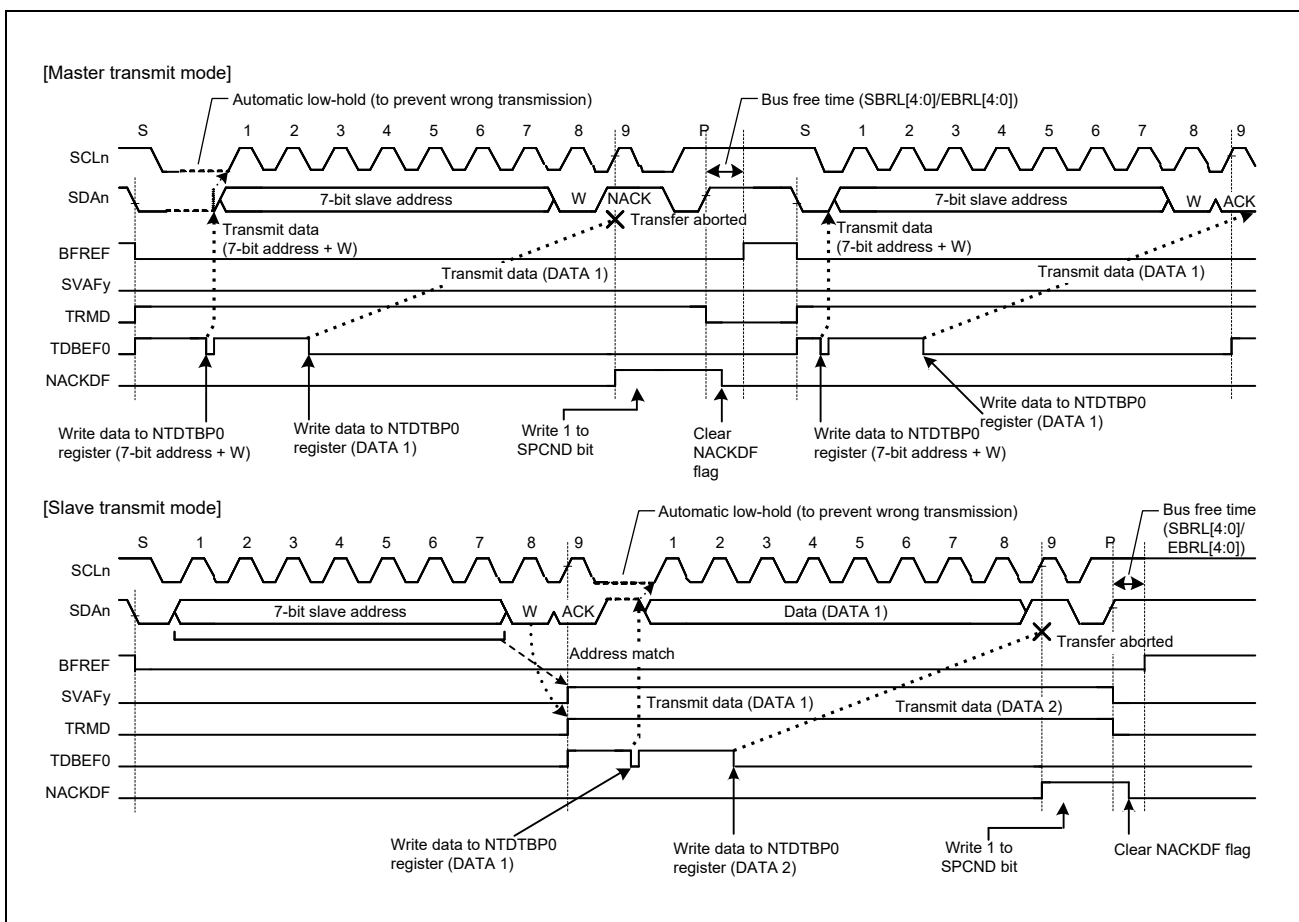 [Master transmit mode]
Automatic low-hold (to prevent wrong transmission)
Bus free time (SBRL[4:0]/EBRL[4:0])
S 1 2 3 4 5 6 7 8 9 P S 1 2 3 4 5 6 7 8 9
SCLn
SDAn 7-bit slave address W NACK 7-bit slave address W ACK
Transfer aborted
Transmit data
(7-bit address + W)
Transmit data
(7-bit address + W)
BFREF
Transmit data (DATA 1) Transmit data (DATA 1)
SVAFy
TRMD
TDBEF0
NACKDF
Write data to NTDTBP0
register (7-bit address + W)
Write data to NTDTBP0
register (DATA 1)
Write 1 to
SPCND bit
Clear
NACKDF
flag
Write data to NTDTBP0
register (7-bit address + W)
Write data to NTDTBP0
register (DATA 1)
[Slave transmit mode]
Automatic low-hold (to prevent wrong transmission)
Bus free time
(SBRL[4:0]/
EBRL[4:0])
S 1 2 3 4 5 6 7 8 9 1 2 3 4 5 6 7 8 9 P
SCLn
SDAn 7-bit slave address W ACK Data (DATA 1)
Transfer aborted
Address match
BFREF
SVAFy
Transmit data (DATA 1) Transmit data (DATA 2)
TRMD
TDBEF0
NACKDF
Write data to NTDTBP0
register (DATA 1)
Write data to NTDTBP0
register (DATA 2)
Write 1 to
SPCND bit
Clear NACKDF flag